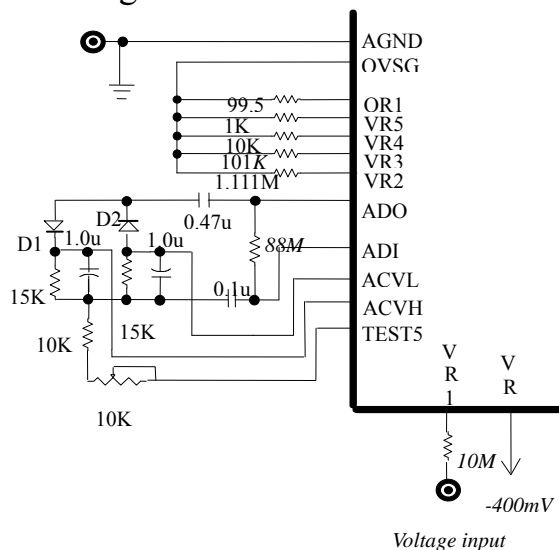 AGND
OVSG
99.5
OR1
1K
VR5
10K
VR4
101K
VR3
1.111M
VR2
D2
0.47u
ADO
D1
1.0u
1.0u
88M
ADI
15K
0.1u
ACVL
ACVH
10K
15K
TEST5
10K
V
R
1
V
R
10M
-400mV
Voltage input